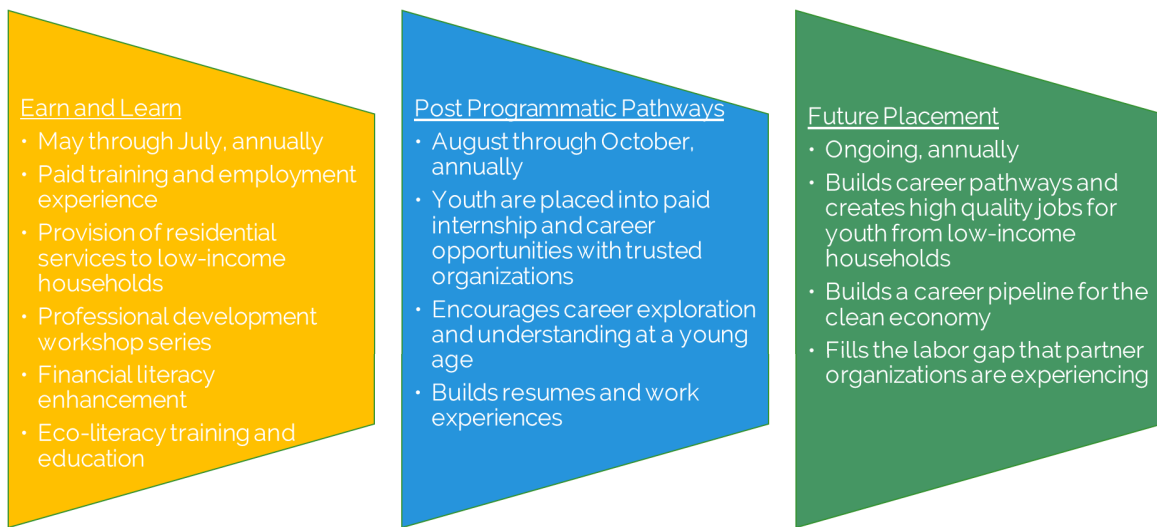 Earn and Learn
• May through July, annually
• Paid training and employment
experience
• Provision of residential
services to low-income
households
• Professional development
workshop series
• Financial literacy
enhancement
• Eco-literacy training and
education
Post Programmatic Pathways
• August through October,
annually
• Youth are placed into paid
internship and career
opportunities with trusted
organizations
• Encourages career exploration
and understanding at a young
age
• Builds resumes and work
experiences
Future Placement
• Ongoing, annually
• Builds career pathways and
creates high quality jobs for
youth from low-income
households
• Builds a career pipeline for the
clean economy
• Fills the labor gap that partner
organizations are experiencing